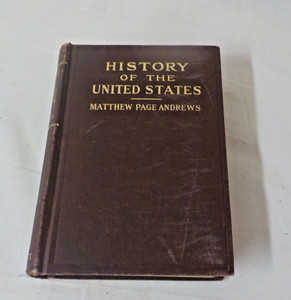 HISTORY
OF THE
UNITED STATES
MATTHEW PAGE ANDREWS